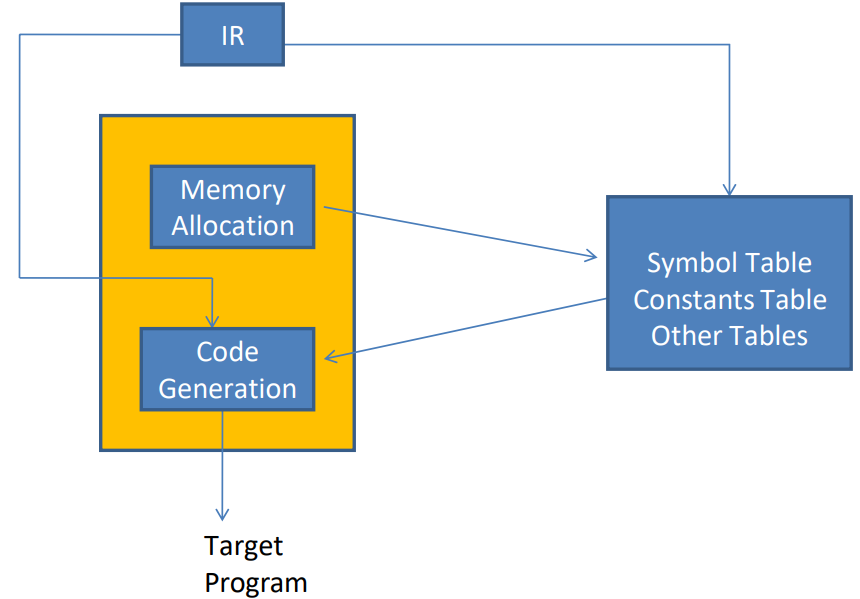 IR
Memory
Allocation
Symbol Table
Constants Table
Other Tables
Code
Generation
Target
Program